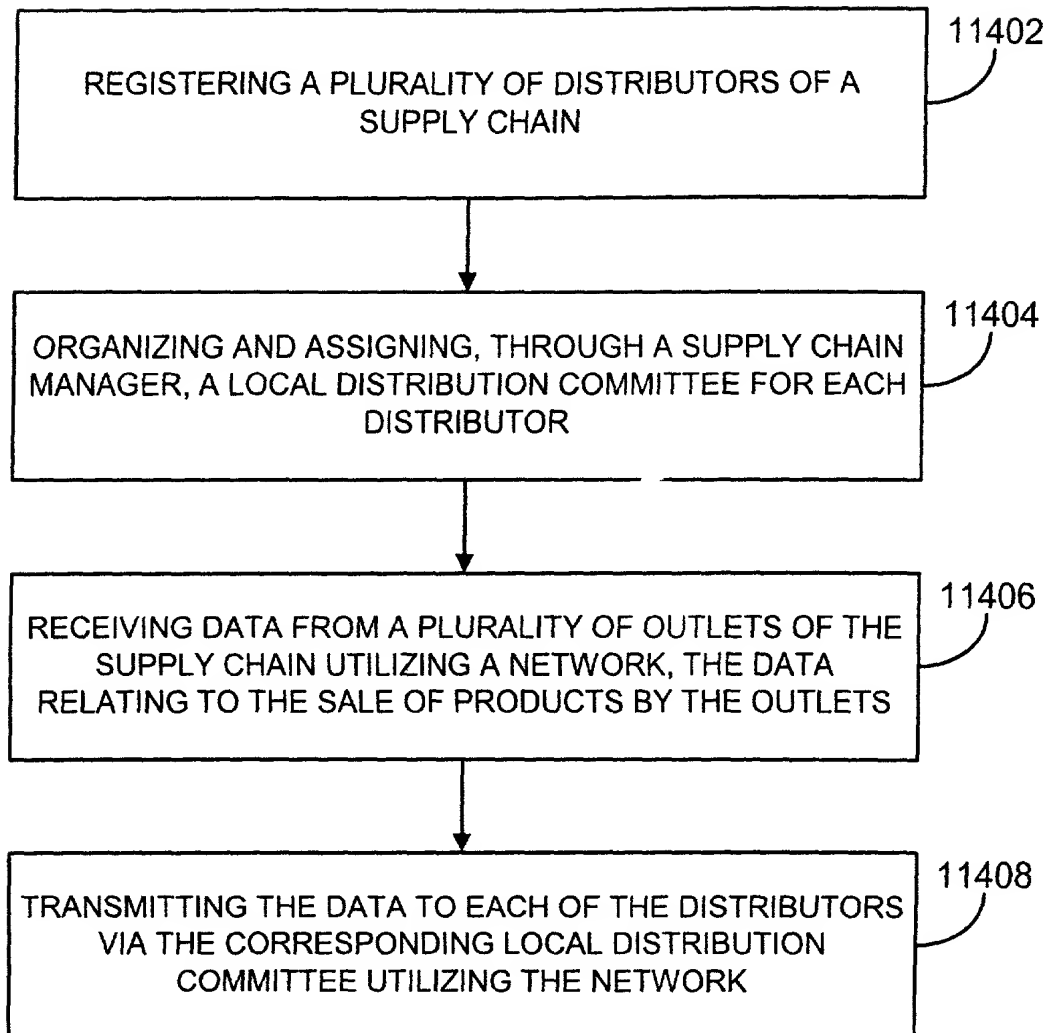 11402
REGISTERING A PLURALITY OF DISTRIBUTORS OF A
SUPPLY CHAIN
11404
ORGANIZING AND ASSIGNING, THROUGH A SUPPLY CHAIN
MANAGER, A LOCAL DISTRIBUTION COMMITTEE FOR EACH
DISTRIBUTOR
11406
RECEIVING DATA FROM A PLURALITY OF OUTLETS OF THE
SUPPLY CHAIN UTILIZING A NETWORK, THE DATA
RELATING TO THE SALE OF PRODUCTS BY THE OUTLETS
11408
TRANSMITTING THE DATA TO EACH OF THE DISTRIBUTORS
VIA THE CORRESPONDING LOCAL DISTRIBUTION
COMMITTEE UTILIZING THE NETWORK